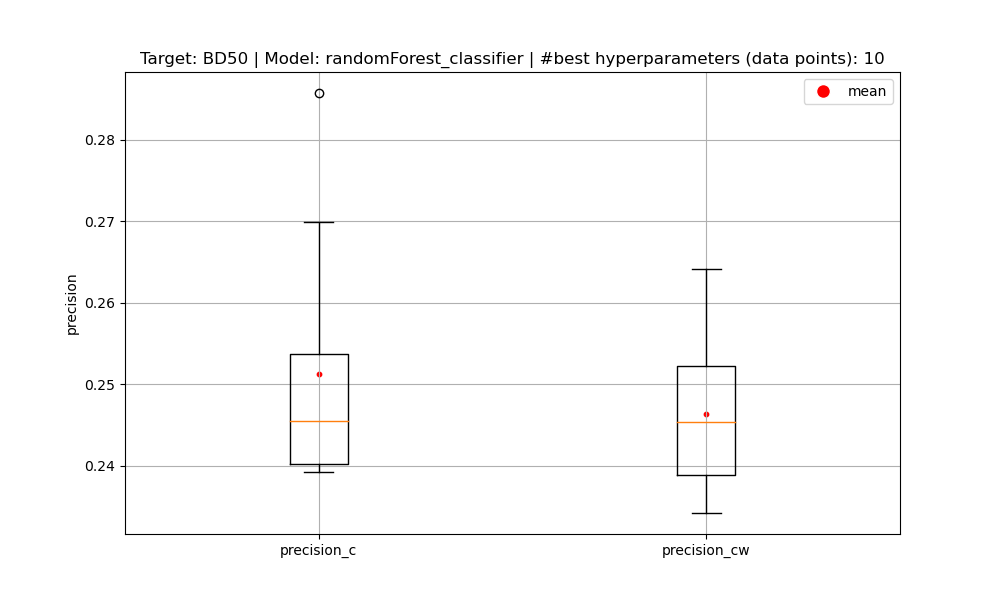 Target: BD50 | Model: randomForest_classifier | #best hyperparameters (data points): 10
mean
0.28
0.27
0.26
0.25
0.24
precision
precision_c
precision_cw